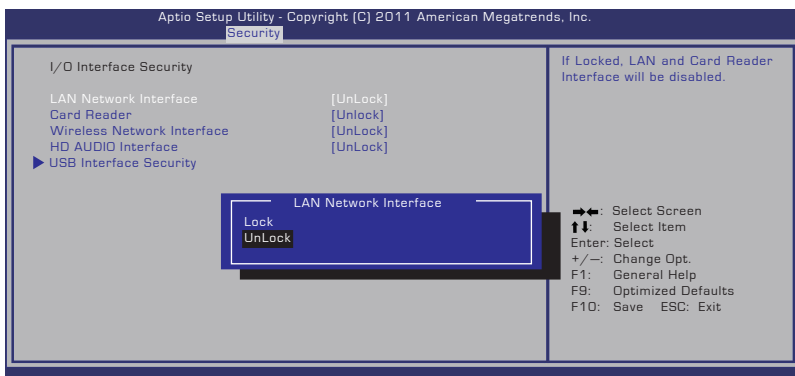 Aptio Setup Utility - Copyright (C) 2011 American Megatrends, Inc.
Security
I/O Interface Security
LAN Network Interface [UnLock]
Card Reader [Unlock]
Wireless Network Interface [UnLock]
HD AUDIO Interface [UnLock]
USB Interface Security
If Locked, LAN and Card Reader
Interface will be disabled.
LAN Network Interface
Lock
UnLock
→←: Select Screen
↑↓: Select Item
Enter: Select
+/—: Change Opt.
F1: General Help
F9: Optimized Defaults
F10: Save ESC: Exit